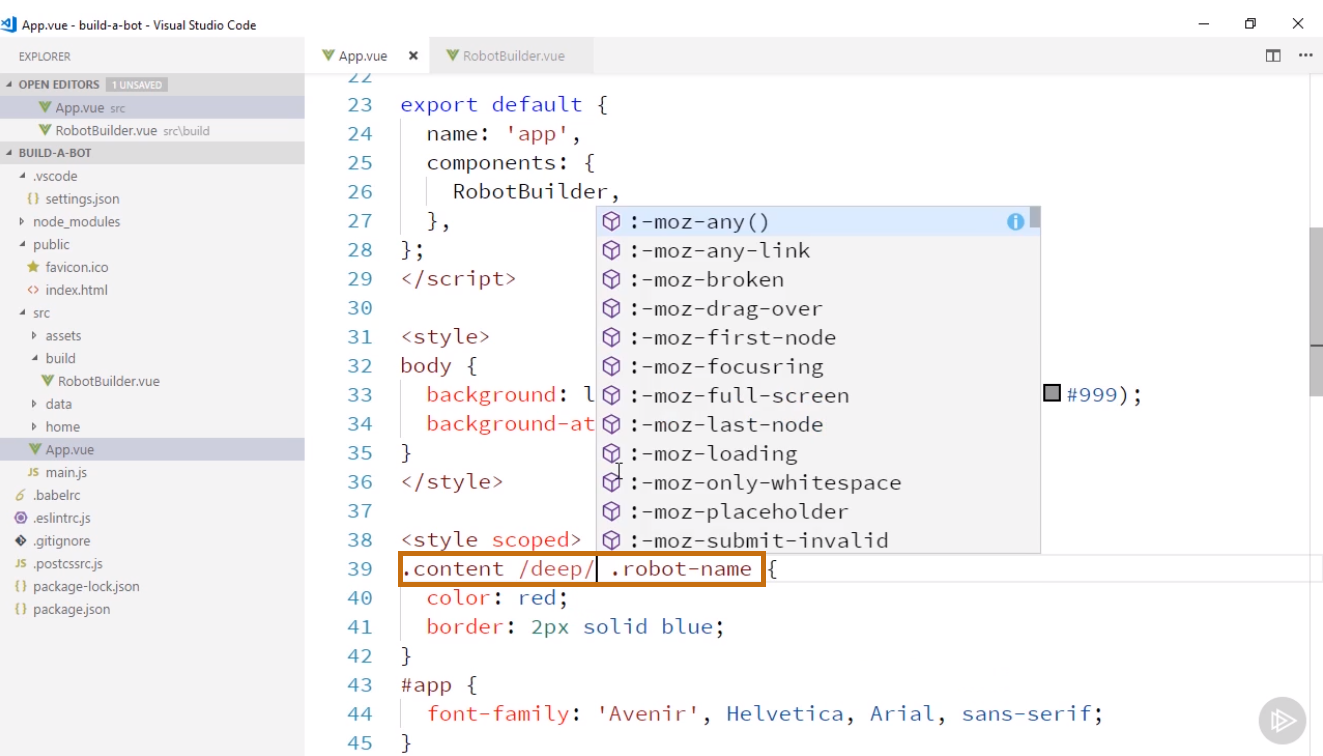 App.vue - build-a-bot - Visual Studio Code
EXPLORER
OPEN EDITORS 1 UNSAVED
App.vue src
RobotBuilder.vue src\build
BUILD-A-BOT
.vscode
{} settings.json
node_modules
public
favicon.ico
<> index.html
src
assets
build
RobotBuilder.vue
data
home
App.vue
JS main.js
.babelrc
.eslintrc.js
.gitignore
JS .postcssrc.js
{} package-lock.json
{} package.json
App.vue RobotBuilder.vue
22
23 export default {
24 name: 'app',
25 components: {
26 RobotBuilder,
27 },
28 };
29 </script>
30
31 <style>
32 body {
33 background: l #999);
34 background-at
35 }
36 </style>
37
38 <style scoped>
39 .content /deep/ .robot-name {
40 color: red;
41 border: 2px solid blue;
42 }
43 #app {
44 font-family: 'Avenir', Helvetica, Arial, sans-serif;
45 }
:-moz-any()
:-moz-any-link
:-moz-broken
:-moz-drag-over
:-moz-first-node
:-moz-focusring
:-moz-full-screen
:-moz-last-node
:-moz-loading
:-moz-only-whitespace
:-moz-placeholder
:-moz-submit-invalid